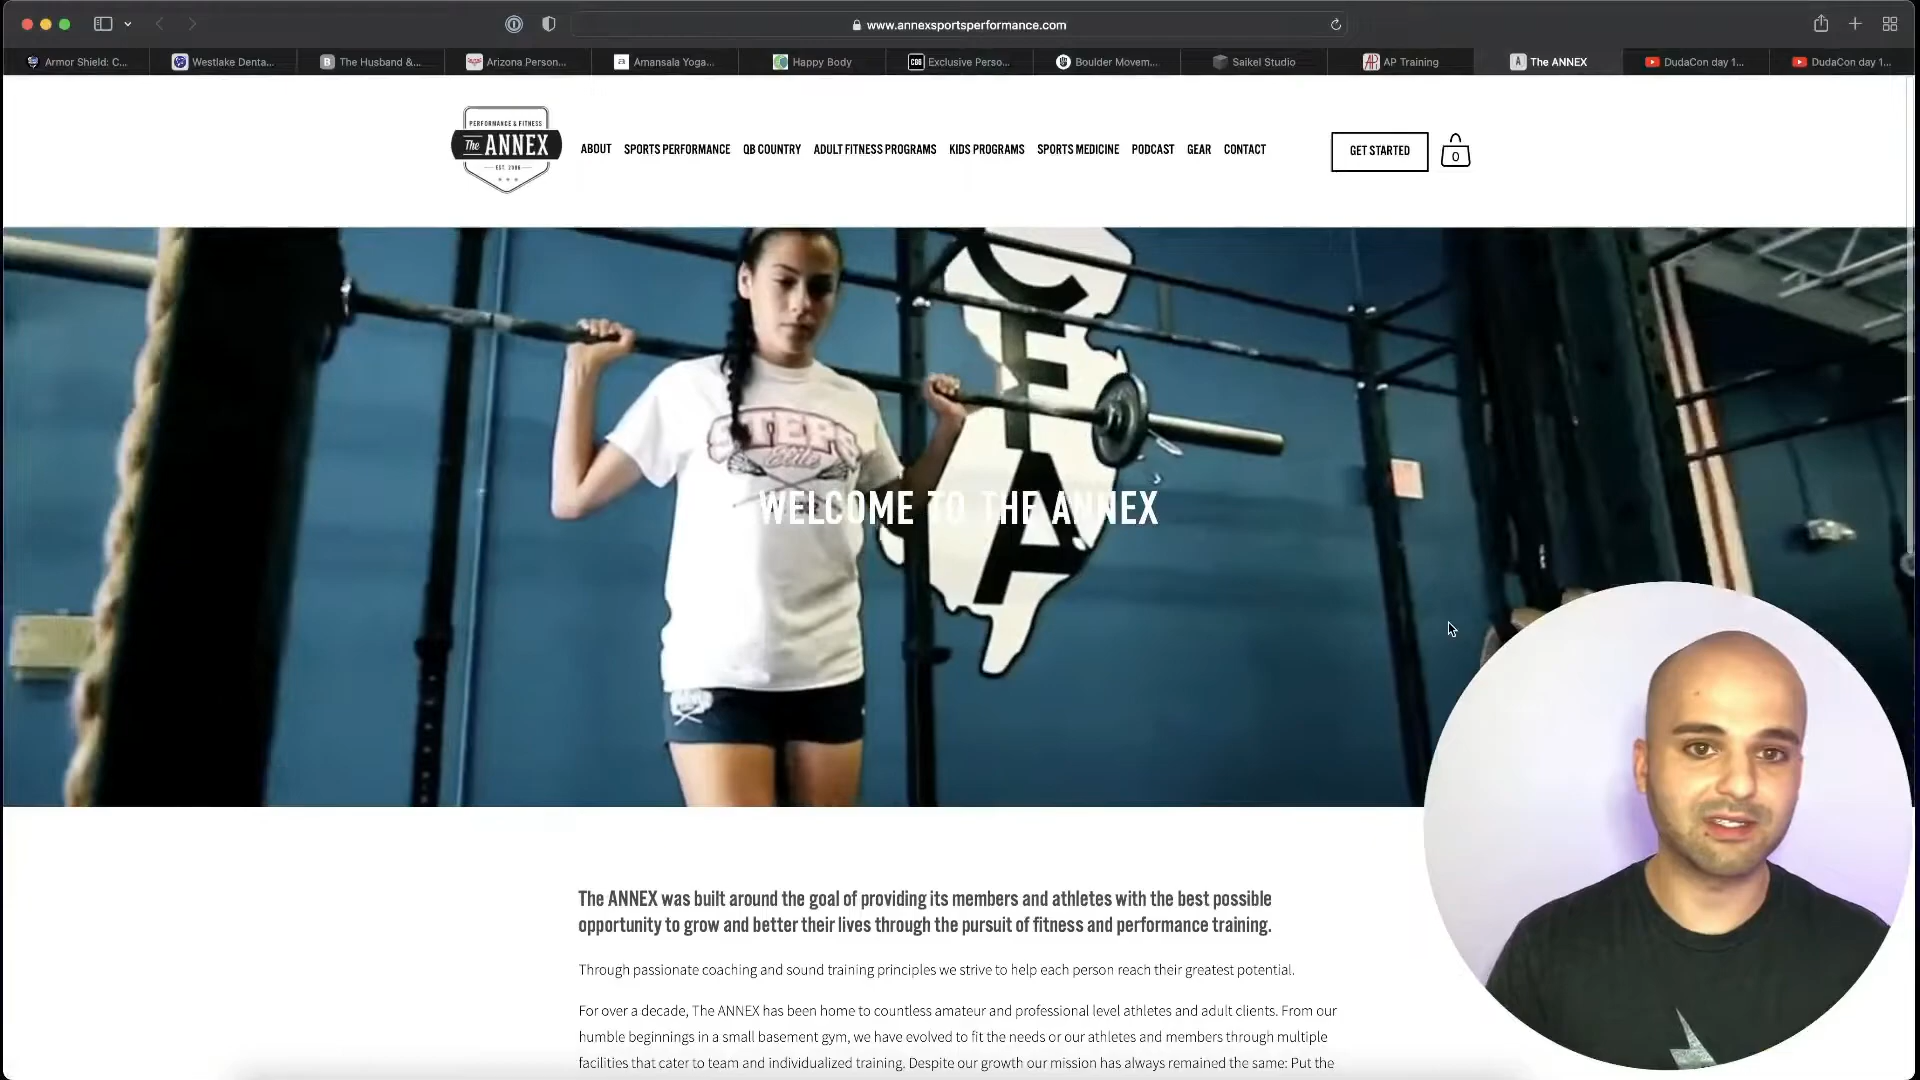 www.annexsportsperformance.com
Armor Shield: C...
Westlake Denta...
The Husband &...
Arizona Person...
Amansala Yoga...
Happy Body
Exclusive Perso...
Boulder Movem...
Saikel Studio
AP Training
The ANNEX
DudaCon day 1...
DudaCon day 1...
PERFORMANCE & FITNESS
The ANNEX
ABOUT
SPORTS PERFORMANCE
QB COUNTRY
ADULT FITNESS PROGRAMS
KIDS PROGRAMS
SPORTS MEDICINE
PODCAST
GEAR
CONTACT
GET STARTED
0
STEPS
Elite
WELCOME TO THE ANNEX
The ANNEX was built around the goal of providing its members and athletes with the best possible
opportunity to grow and better their lives through the pursuit of fitness and performance training.
Through passionate coaching and sound training principles we strive to help each person reach their greatest potential.
For over a decade, The ANNEX has been home to countless amateur and professional level athletes and adult clients. From our
humble beginnings in a small basement gym, we have evolved to fit the needs or our athletes and members through multiple
facilities that cater to team and individualized training. Despite our growth our mission has always remained the same: Put the